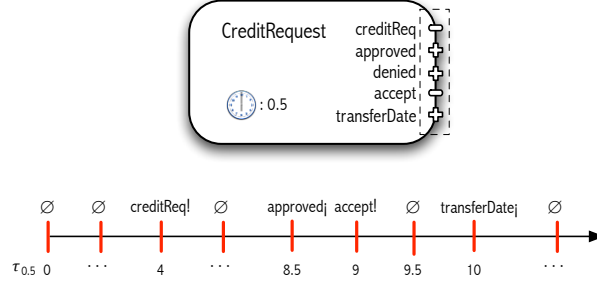 CreditRequest
creditReq
approved
denied
accept
transferDate
: 0.5
∅ ∅ creditReq! ∅ approved¡ accept! ∅ transferDate¡ ∅
τ0.5 0 ... 4 ... 8.5 9 9.5 10 ...